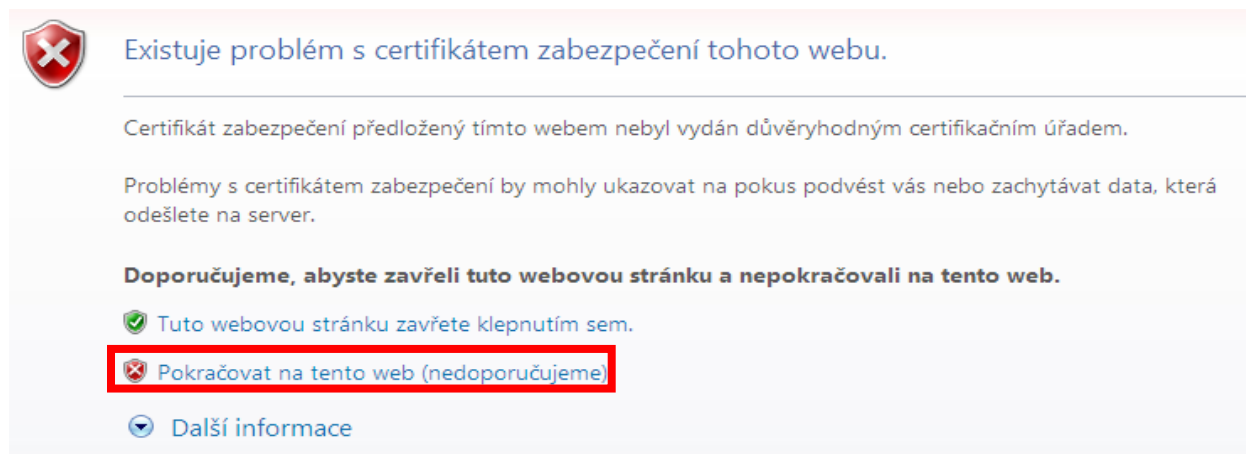 Existuje problém s certifikátem zabezpečení tohoto webu.
Certifikát zabezpečení předložený tímto webem nebyl vydán důvěryhodným certifikačním úřadem.
Problémy s certifikátem zabezpečení by mohly ukazovat na pokus podvést vás nebo zachytávat data, která
odešlete na server.
Doporučujeme, abyste zavřeli tuto webovou stránku a nepokračovali na tento web.
Tuto webovou stránku zavřete klepnutím sem.
Pokračovat na tento web (nedoporučujeme)
Další informace